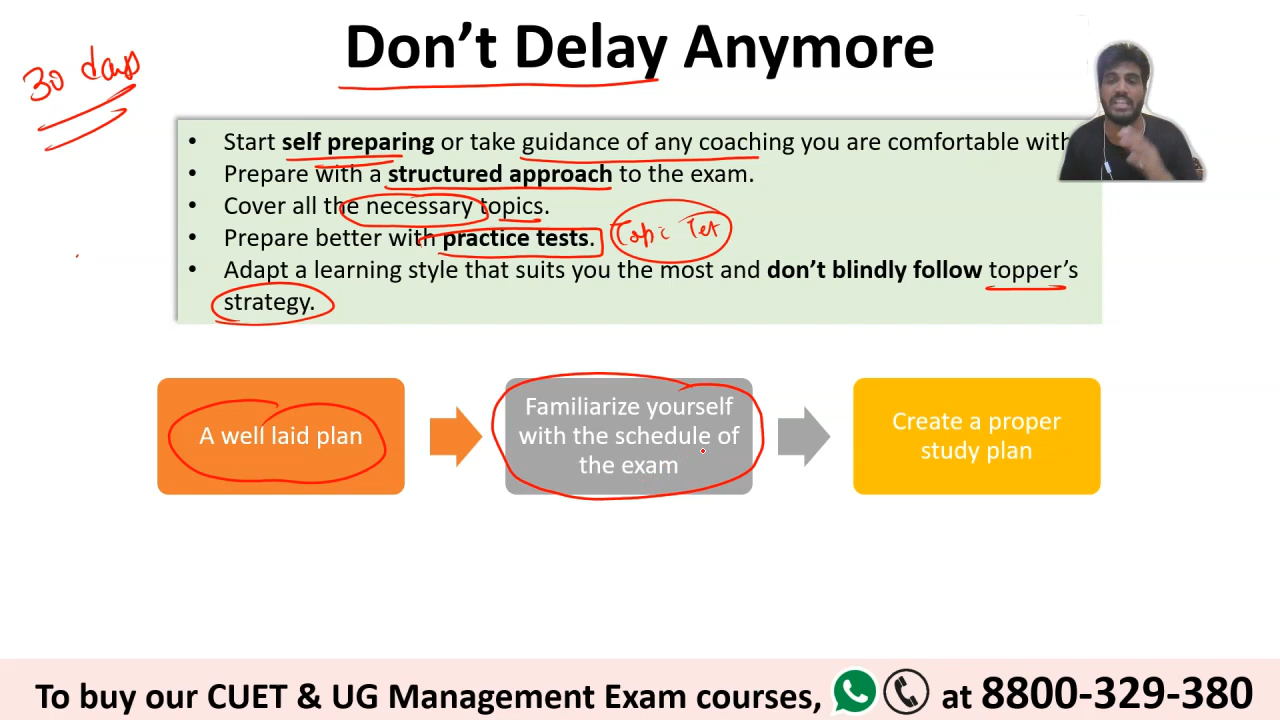 Don’t Delay Anymore
30 days
• Start self preparing or take guidance of any coaching you are comfortable with
• Prepare with a structured approach to the exam.
• Cover all the necessary topics.
• Prepare better with practice tests. Topic Tet
• Adapt a learning style that suits you the most and don’t blindly follow topper’s
strategy.
A well laid plan
Familiarize yourself
with the schedule of
the exam
Create a proper
study plan
To buy our CUET & UG Management Exam courses, at 8800-329-380